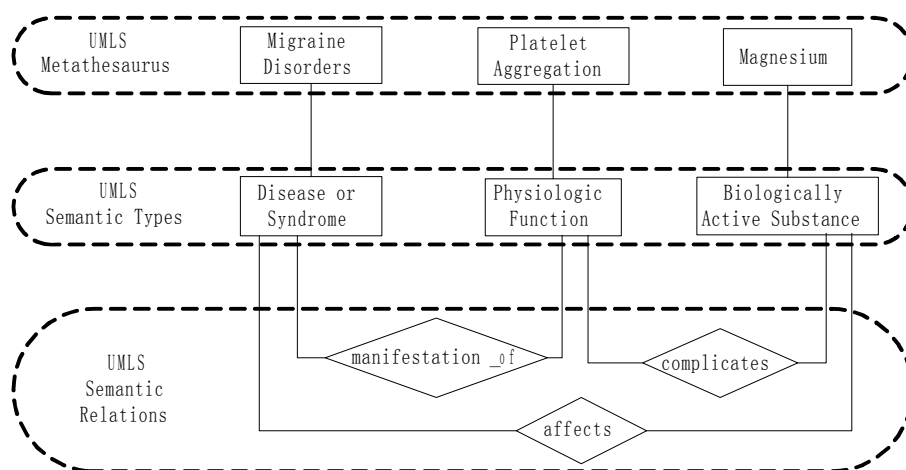 UMLS
Metathesaurus
Migraine
Disorders
Platelet
Aggregation
Magnesium
UMLS
Semantic Types
Disease or
Syndrome
Physiologic
Function
Biologically
Active Substance
manifestation _of
complicates
UMLS
Semantic
Relations
affects